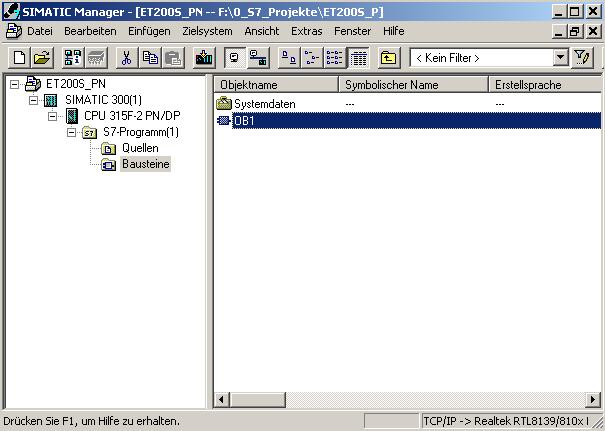 SIMATIC Manager - [ET200S_PN -- F:\0_S7_Projekte\ET200S_P]
Datei Bearbeiten Einfügen Zielsystem Ansicht Extras Fenster Hilfe
< Kein Filter >
ET200S_PN
SIMATIC 300(1)
CPU 315F-2 PN/DP
S7-Programm(1)
Quellen
Bausteine
Objektname Symbolischer Name Erstellsprache
Systemdaten --- ---
OB1
Drücken Sie F1, um Hilfe zu erhalten. TCP/IP -> Realtek RTL8139/810x